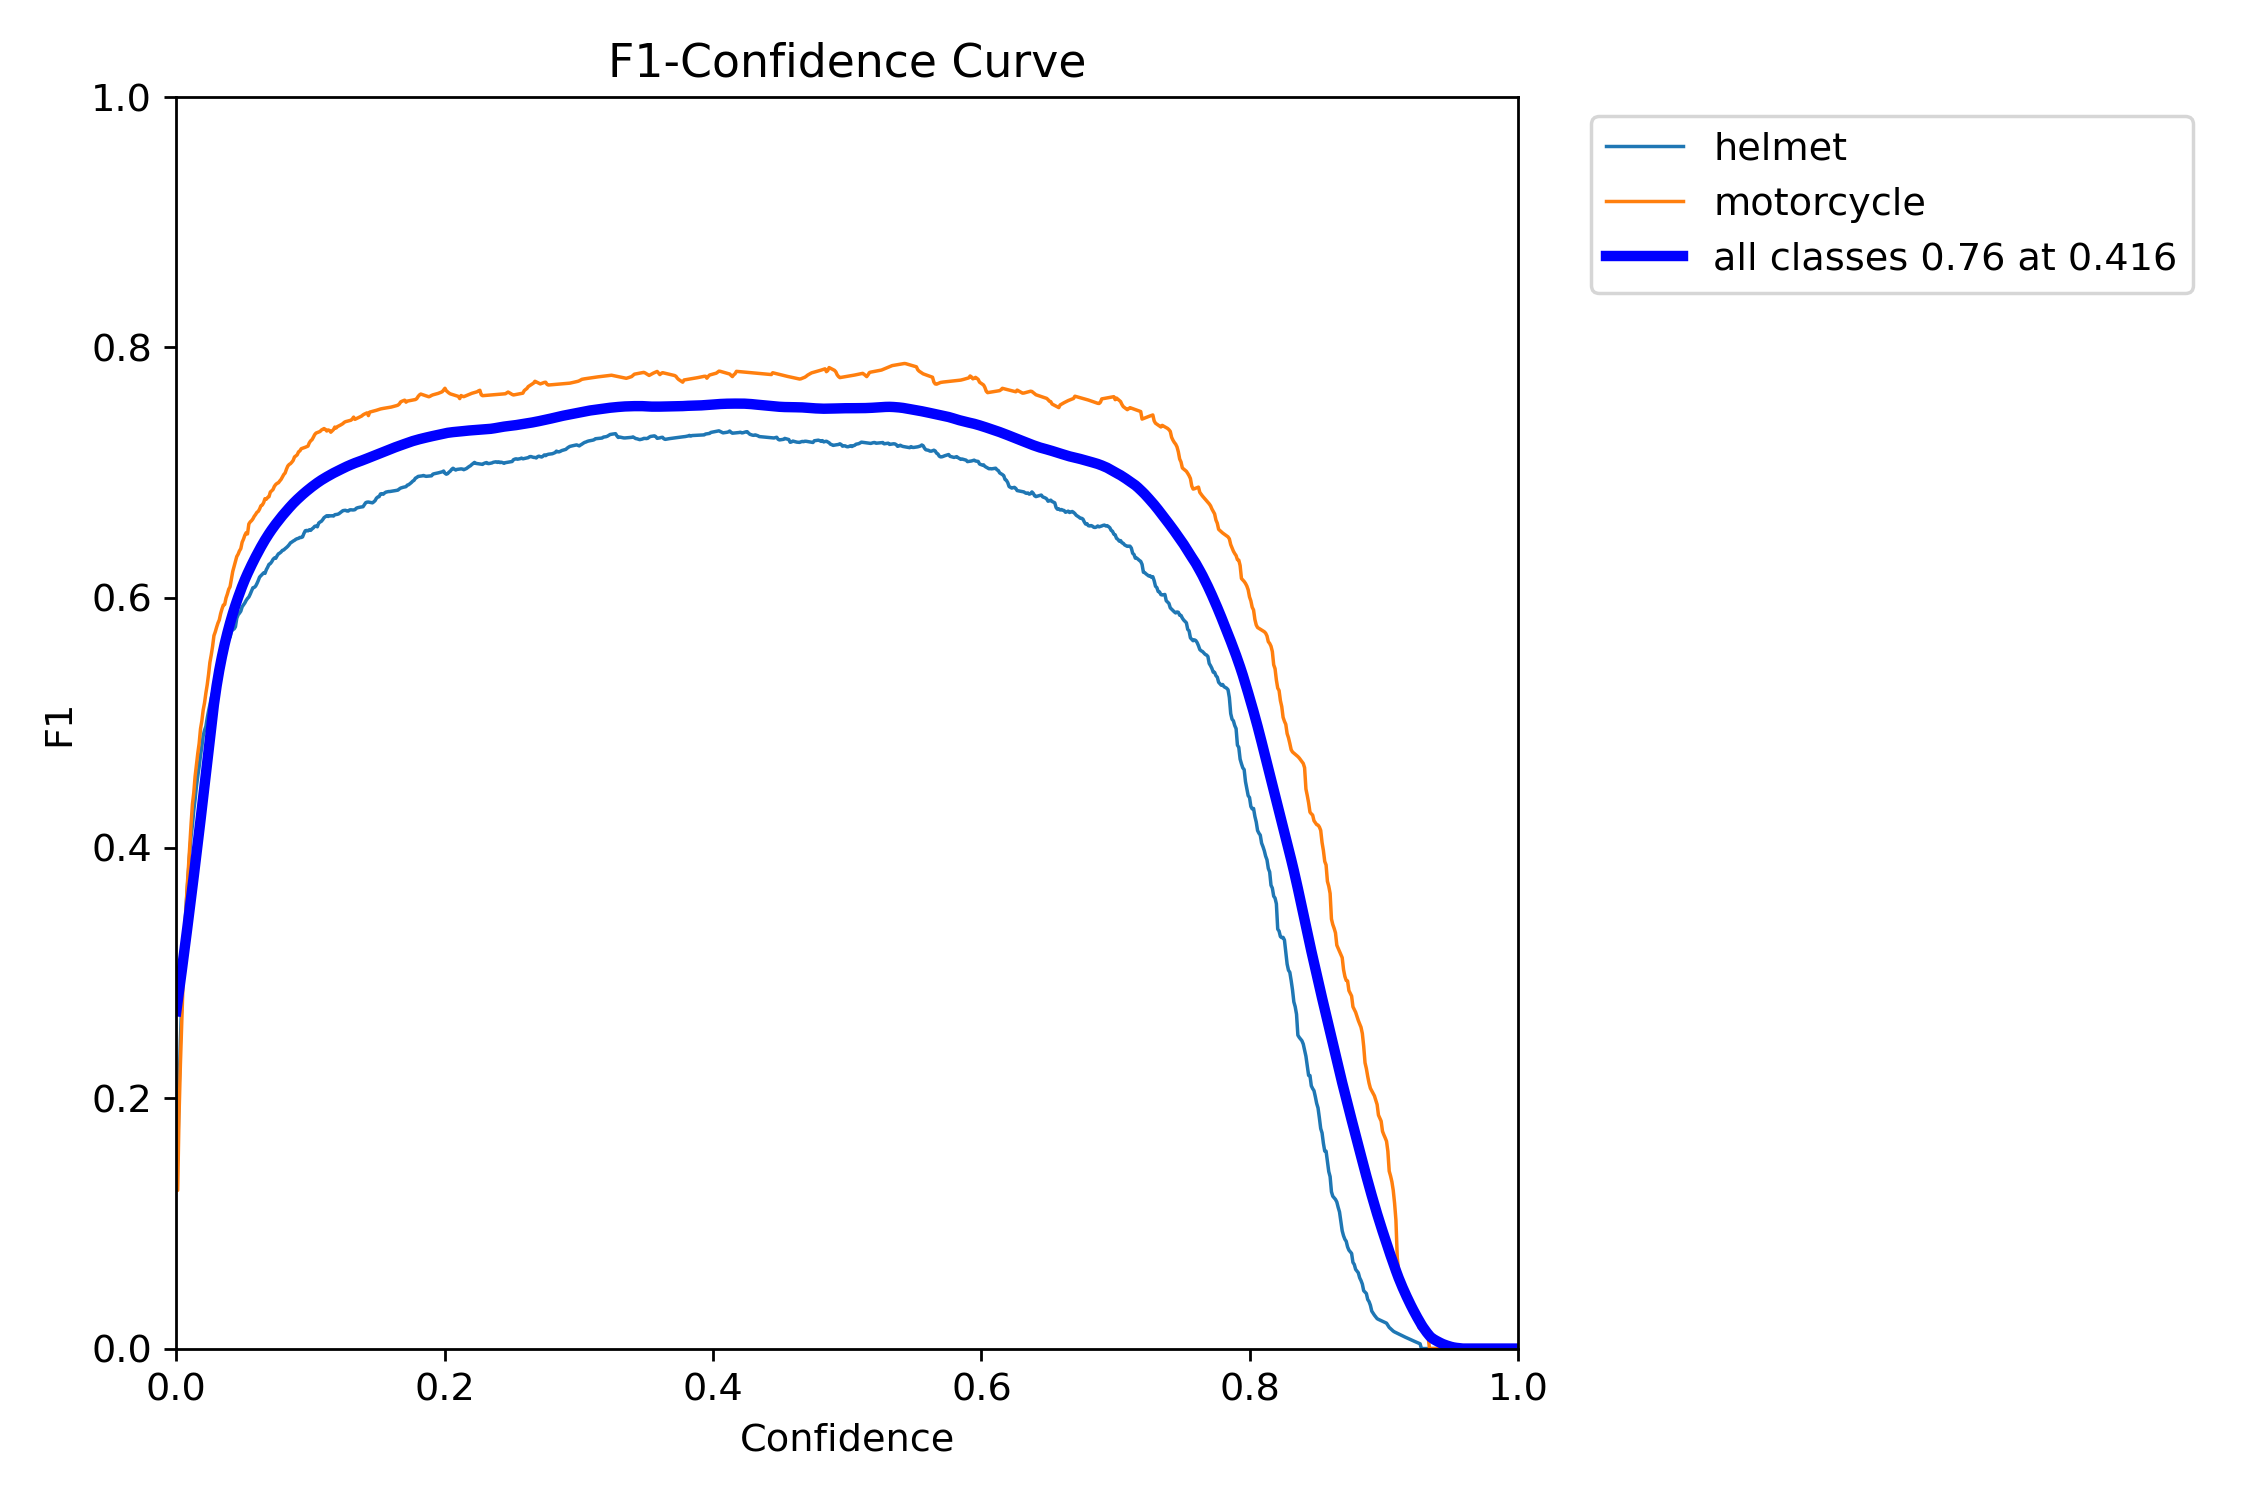 F1-Confidence Curve
1.0
0.8
0.6
0.4
0.2
0.0
F1
0.0 0.2 0.4 0.6 0.8 1.0
Confidence
helmet
motorcycle
all classes 0.76 at 0.416